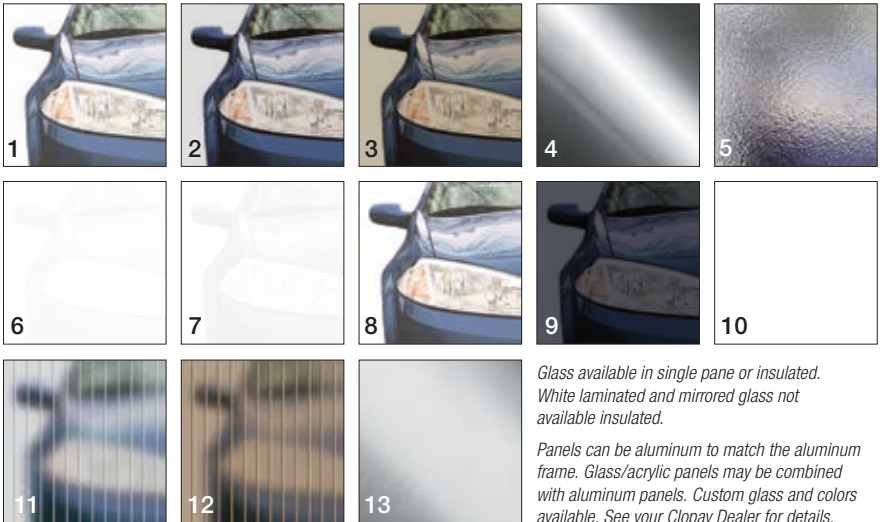 1
2
3
4
5
6
7
8
9
10
11
12
13
Glass available in single pane or insulated.
White laminated and mirrored glass not
available insulated.
Panels can be aluminum to match the aluminum
frame. Glass/acrylic panels may be combined
with aluminum panels. Custom glass and colors
available. See your Clopay Dealer for details.